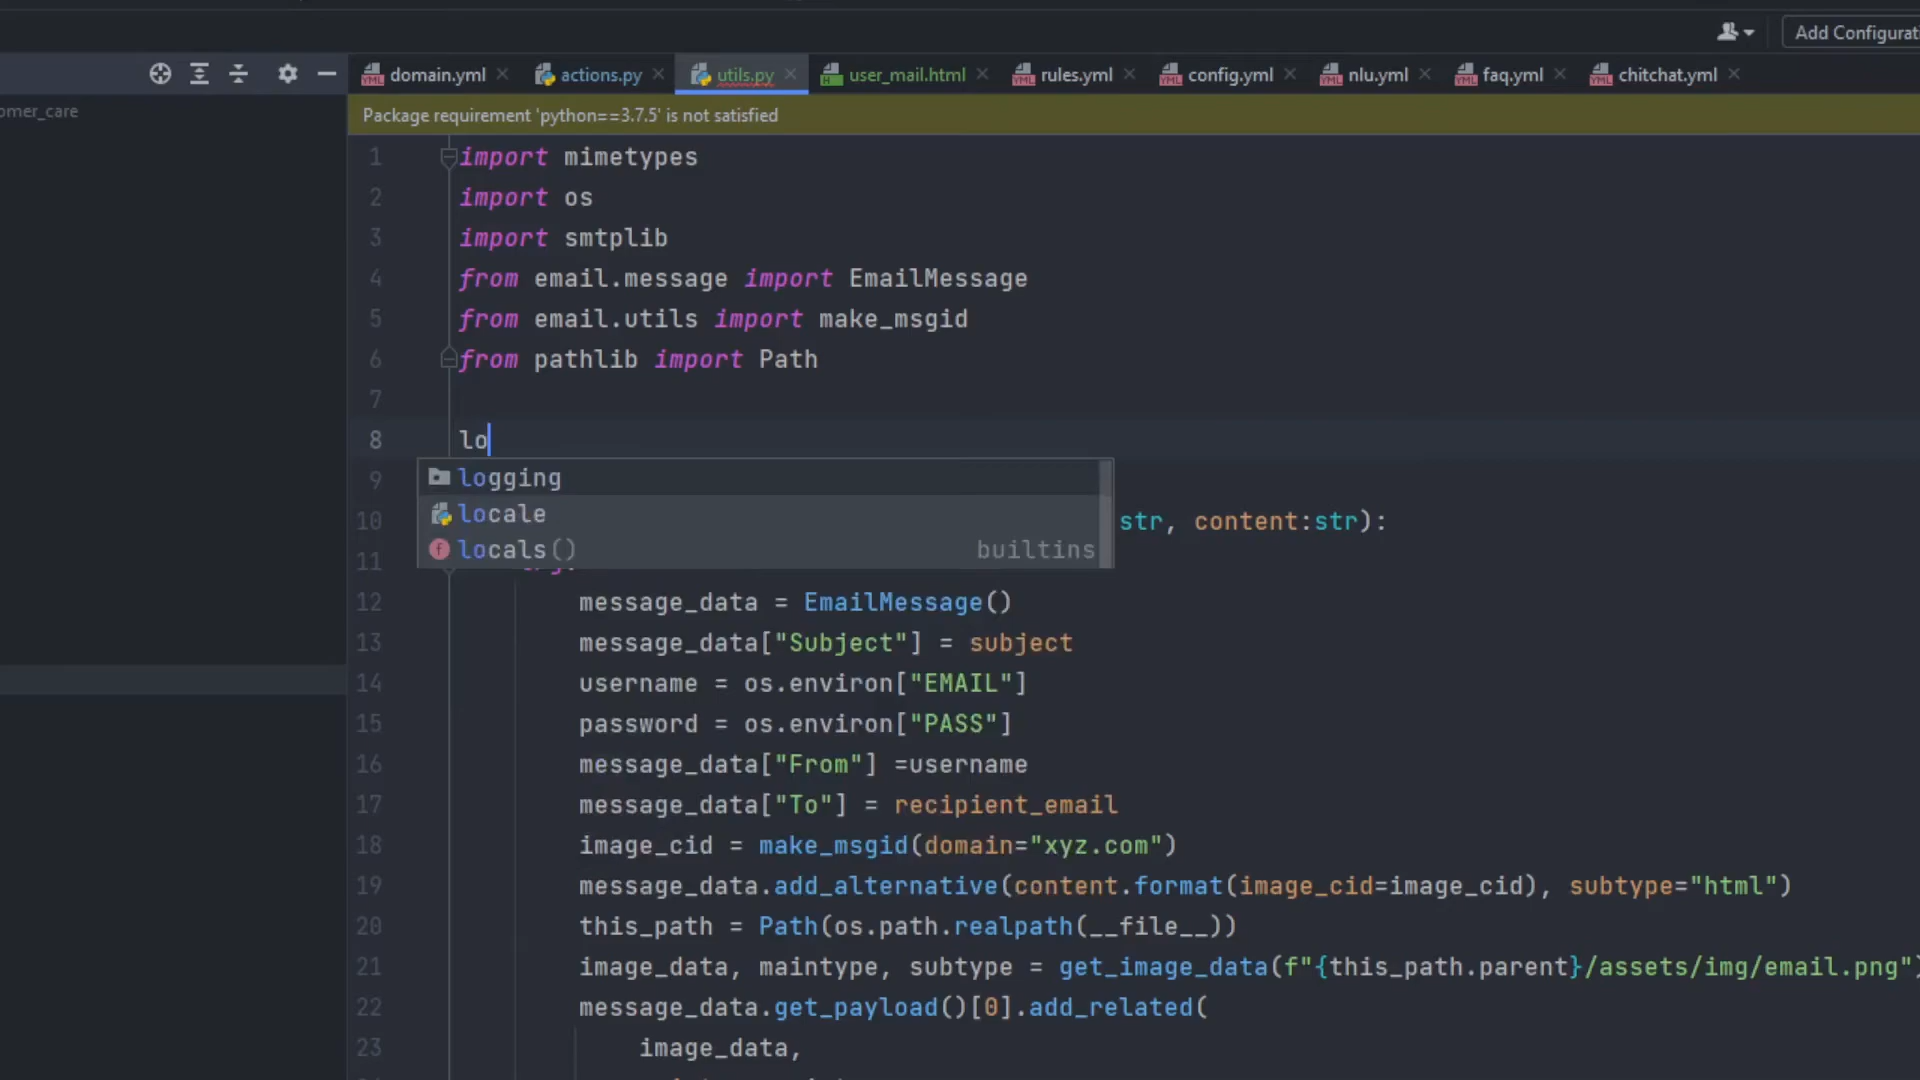 Add Configurati
domain.yml actions.py utils.py user_mail.html rules.yml config.yml nlu.yml faq.yml chitchat.yml
omer_care
Package requirement 'python==3.7.5' is not satisfied
1 import mimetypes
2 import os
3 import smtplib
4 from email.message import EmailMessage
5 from email.utils import make_msgid
6 from pathlib import Path
7
8 lo
9 logging
locale
10 str, content:str):
11 locals() builtins
12 message_data = EmailMessage()
13 message_data["Subject"] = subject
14 username = os.environ["EMAIL"]
15 password = os.environ["PASS"]
16 message_data["From"] =username
17 message_data["To"] = recipient_email
18 image_cid = make_msgid(domain="xyz.com")
19 message_data.add_alternative(content.format(image_cid=image_cid), subtype="html")
20 this_path = Path(os.path.realpath(__file__))
21 image_data, maintype, subtype = get_image_data(f"{this_path.parent}/assets/img/email.png")
22 message_data.get_payload()[0].add_related(
23 image_data,